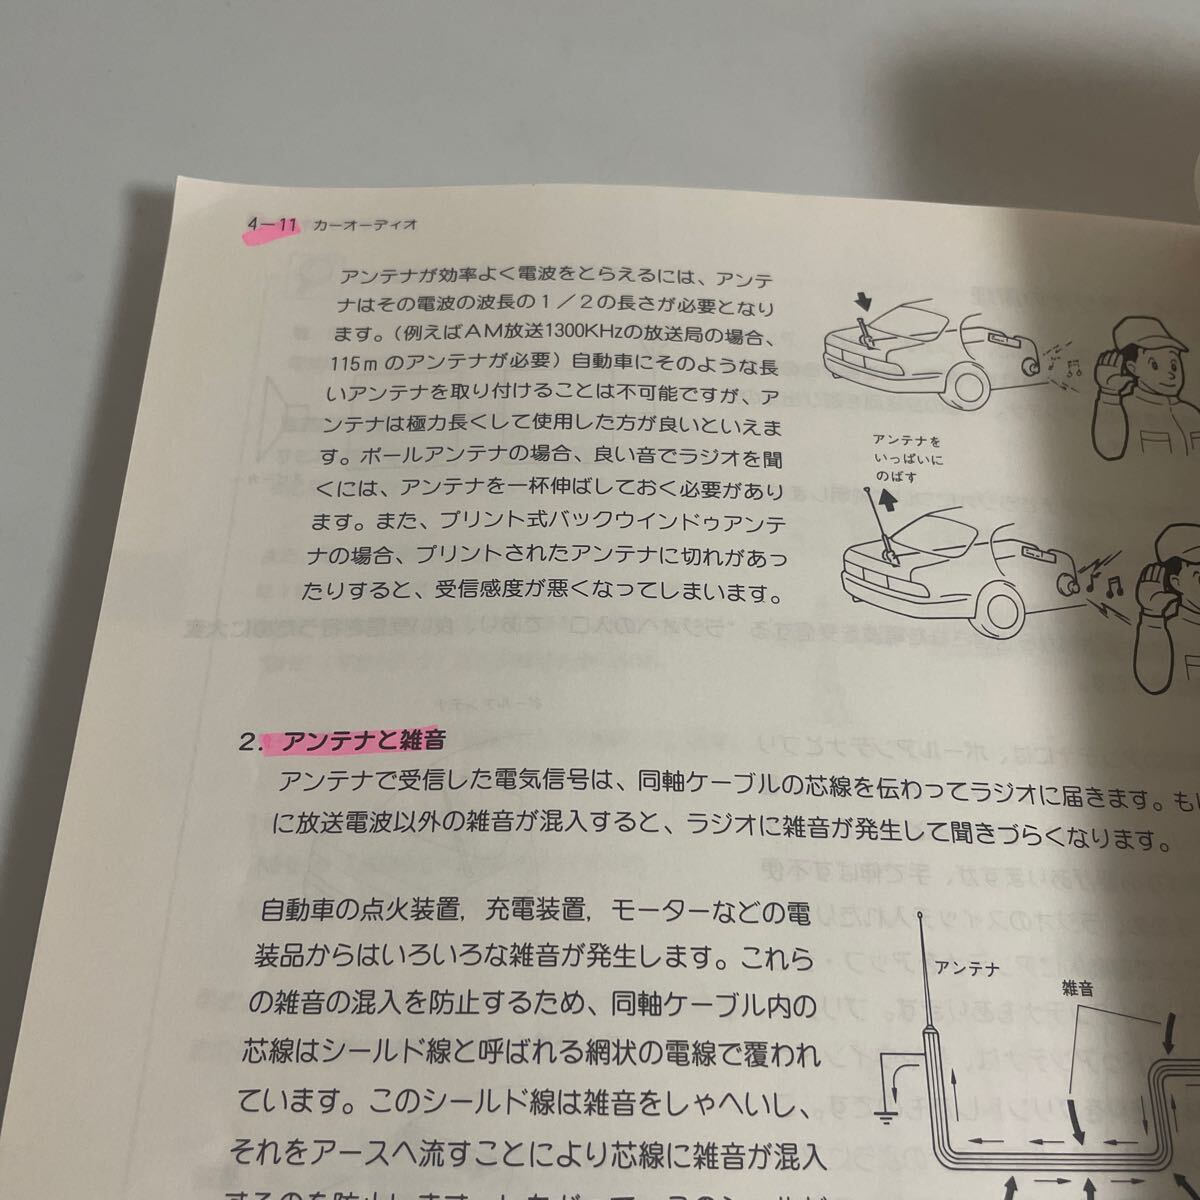 4－11 カーオーディオ
アンテナが効率よく電波をとらえるには、アンテ
ナはその電波の波長の１／２の長さが必要となり
ます。（例えばＡＭ放送1300KHzの放送局の場合、
115ｍのアンテナが必要）自動車にそのような長
いアンテナを取り付けることは不可能ですが、ア
ンテナは極力長くして使用した方が良いといえま
す。ポールアンテナの場合、良い音でラジオを聞
くには、アンテナを一杯伸ばしておく必要があり
ます。また、プリント式バックウインドゥアンテ
ナの場合、プリントされたアンテナに切れがあっ
たりすると、受信感度が悪くなってしまいます。
アンテナを
いっぱいに
のばす
2. アンテナと雑音
アンテナで受信した電気信号は、同軸ケーブルの芯線を伝わってラジオに届きます。もし
に放送電波以外の雑音が混入すると、ラジオに雑音が発生して聞きづらくなります。
自動車の点火装置，充電装置，モーターなどの電
装品からはいろいろな雑音が発生します。これら
の雑音の混入を防止するため、同軸ケーブル内の
芯線はシールド線と呼ばれる網状の電線で覆われ
ています。このシールド線は雑音をしゃへいし、
それをアースへ流すことにより芯線に雑音が混入
するのを防止します。したがって、このシールドが
アンテナ
雑音